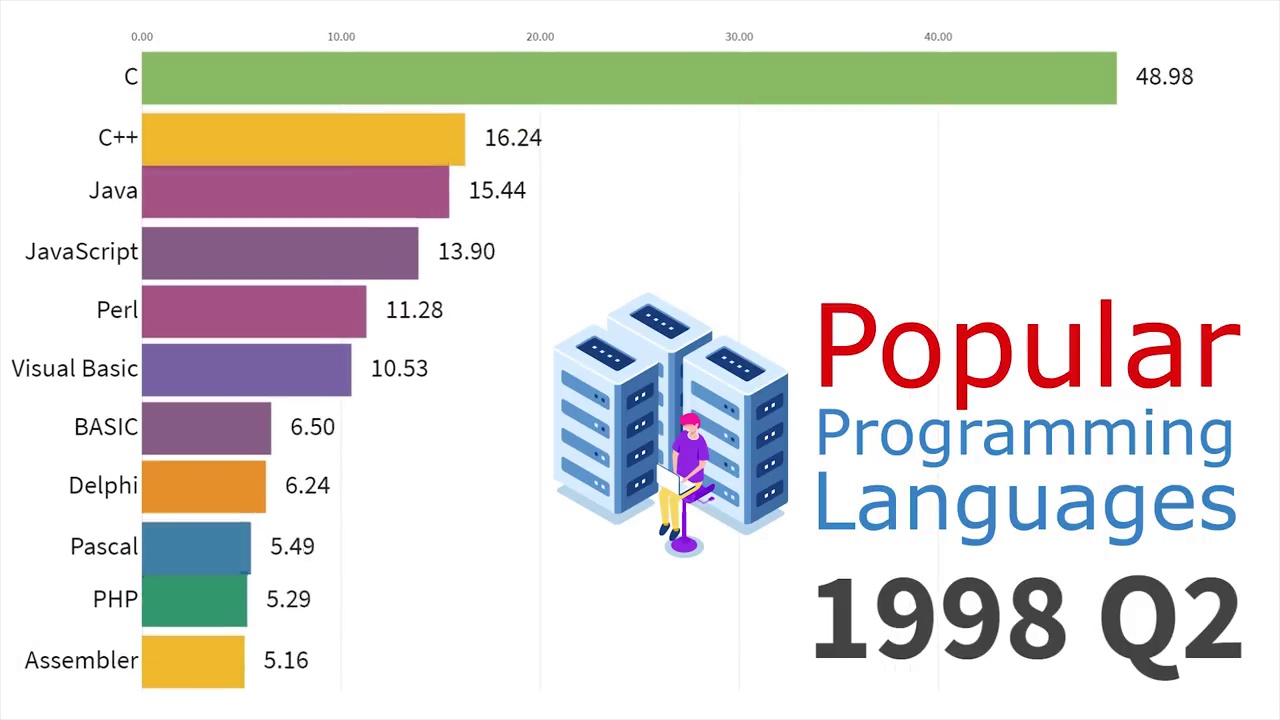 0.00 10.00 20.00 30.00 40.00
C 48.98
C++ 16.24
Java 15.44
JavaScript 13.90
Perl 11.28
Visual Basic 10.53
BASIC 6.50
Delphi 6.24
Pascal 5.49
PHP 5.29
Assembler 5.16
Popular
Programming
Languages
1998 Q2